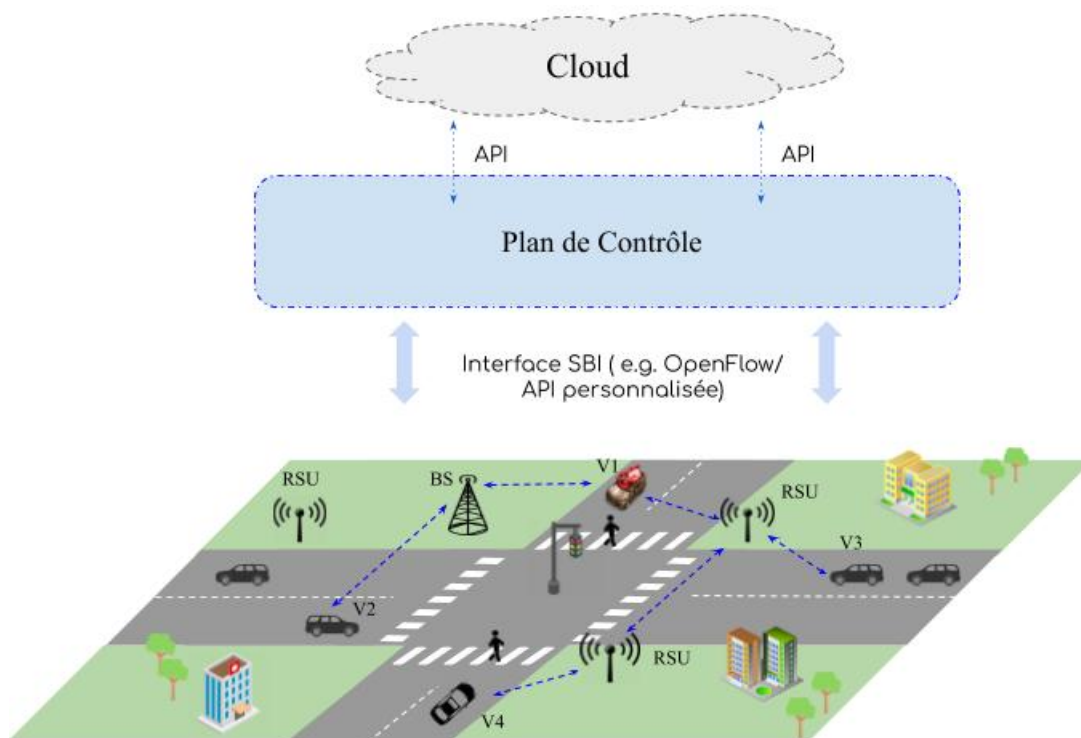 Cloud
API
API
Plan de Contrôle
Interface SBI ( e.g. OpenFlow/
API personnalisée)
RSU
BS
V1
RSU
V3
V2
RSU
V4